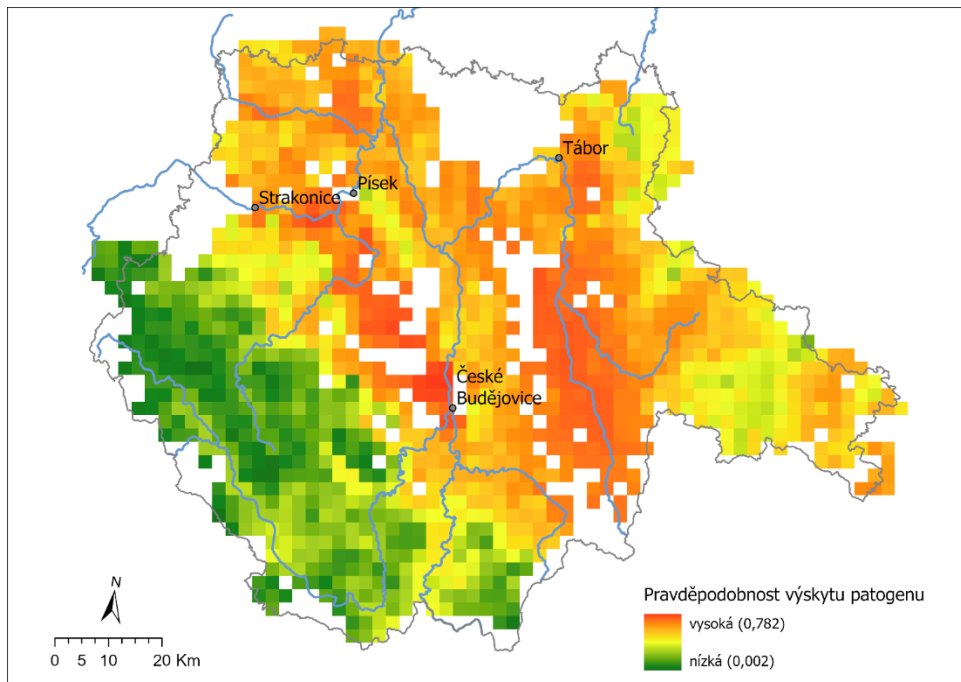 Tábor
Písek
Strakonice
České
Budějovice
N
0 5 10 20 Km
Pravděpodobnost výskytu patogenu
vysoká (0,782)
nízká (0,002)